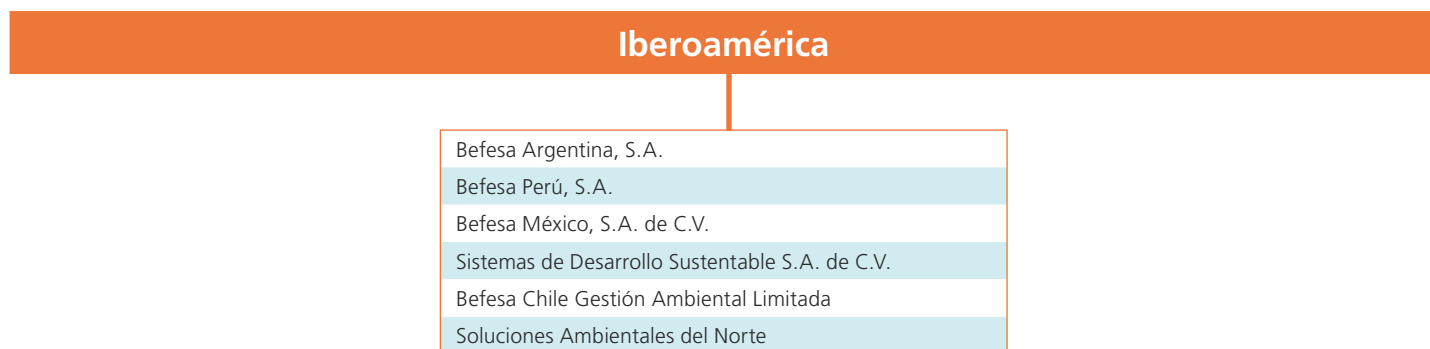 Iberoamérica
Befesa Argentina, S.A.
Befesa Perú, S.A.
Befesa México, S.A. de C.V.
Sistemas de Desarrollo Sustentable S.A. de C.V.
Befesa Chile Gestión Ambiental Limitada
Soluciones Ambientales del Norte